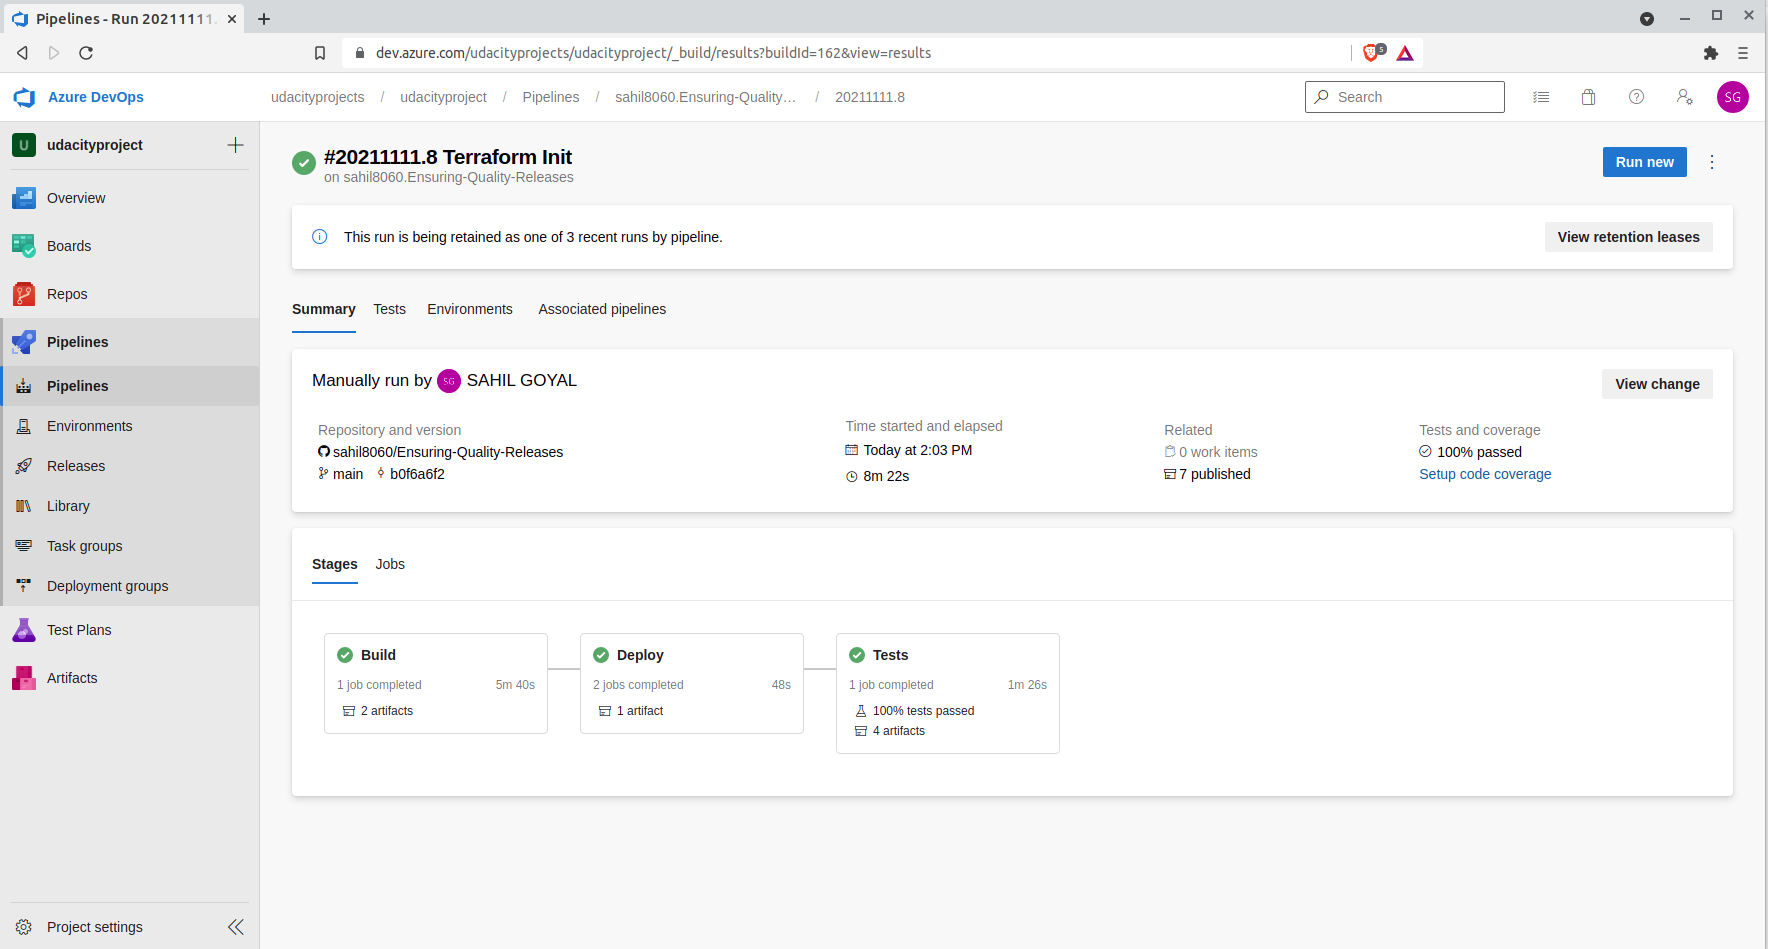 Pipelines - Run 20211111.
dev.azure.com/udacityprojects/udacityproject/_build/results?buildId=162&view=results
5
Azure DevOps
udacityprojects / udacityproject / Pipelines / sahil8060.Ensuring-Quality… / 20211111.8
Search
SG
U udacityproject
Overview
Boards
Repos
Pipelines
Pipelines
Environments
Releases
Library
Task groups
Deployment groups
Test Plans
Artifacts
Project settings
#20211111.8 Terraform Init
on sahil8060.Ensuring-Quality-Releases
Run new
This run is being retained as one of 3 recent runs by pipeline.
View retention leases
Summary Tests Environments Associated pipelines
Manually run by SG SAHIL GOYAL
View change
Repository and version
sahil8060/Ensuring-Quality-Releases
main b0f6a6f2
Time started and elapsed
Today at 2:03 PM
8m 22s
Related
0 work items
7 published
Tests and coverage
100% passed
Setup code coverage
Stages Jobs
Build
1 job completed 5m 40s
2 artifacts
Deploy
2 jobs completed 48s
1 artifact
Tests
1 job completed 1m 26s
100% tests passed
4 artifacts